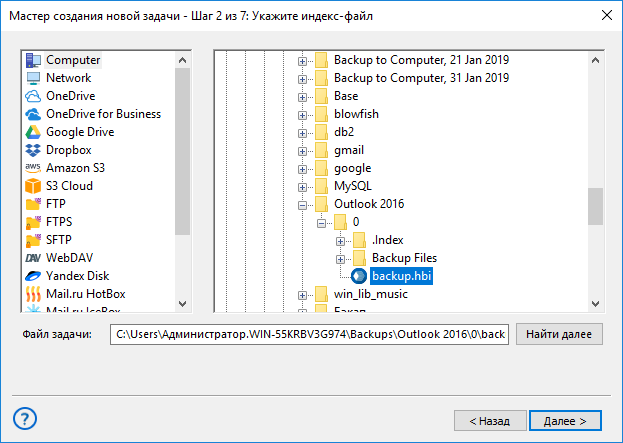 Мастер создания новой задачи - Шаг 2 из 7: Укажите индекс-файл
Computer
Network
OneDrive
OneDrive for Business
Google Drive
Dropbox
aws
Amazon S3
S3 Cloud
FTP
FTPS
SFTP
DAV
WebDAV
Yandex Disk
Mail.ru HotBox
Mail.ru IceBox
Backup to Computer, 21 Jan 2019
Backup to Computer, 31 Jan 2019
Base
blowfish
db2
gmail
google
MySQL
Outlook 2016
0
.Index
Backup Files
backup.hbi
win_lib_music
Бакап
Файл задачи:
C:\Users\Администратор.WIN-55KRBV3G974\Backups\Outlook 2016\0\back
Найти далее
?
< Назад
Далее >